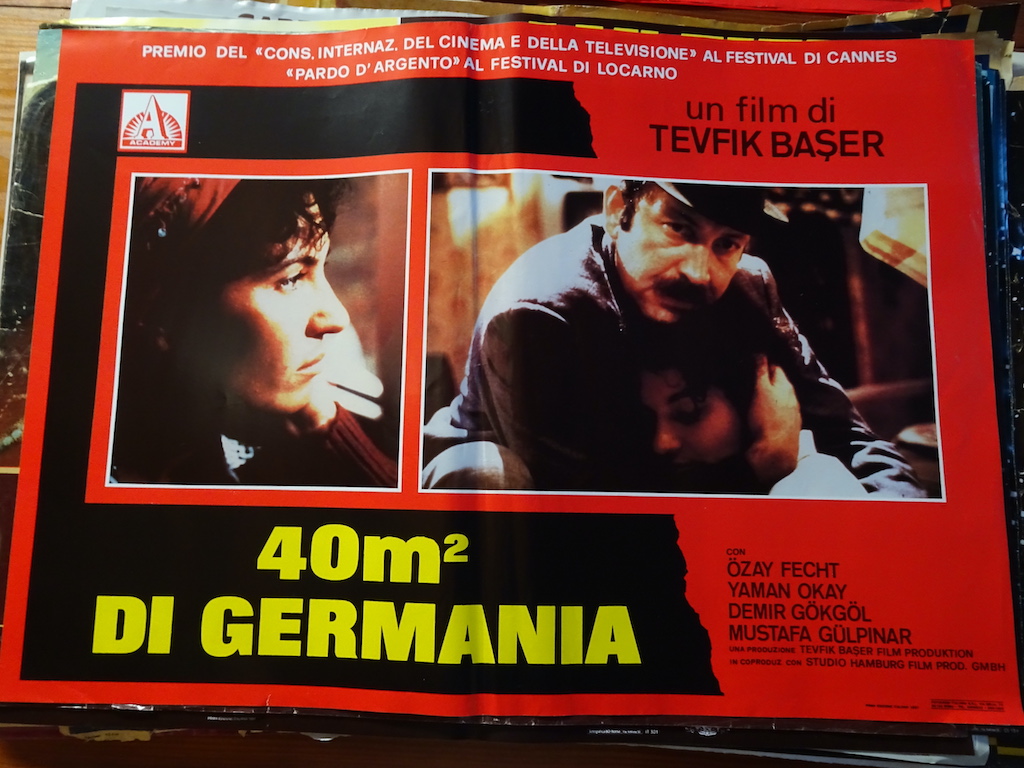 PREMIO DEL «CONS. INTERNAZ. DEL CINEMA E DELLA TELEVISIONE» AL FESTIVAL DI CANNES
«PARDO D'ARGENTO» AL FESTIVAL DI LOCARNO
A
ACADEMY
un film di
TEVFIK BAŞER
40m²
DI GERMANIA
CON
ÖZAY FECHT
YAMAN OKAY
DEMIR GÖKGÖL
MUSTAFA GÜLPINAR
UNA PRODUZIONE TEVFIK BAŞER FILM PRODUKTION
IN COPRODUZ. CON STUDIO HAMBURG FILM PROD. GMBH